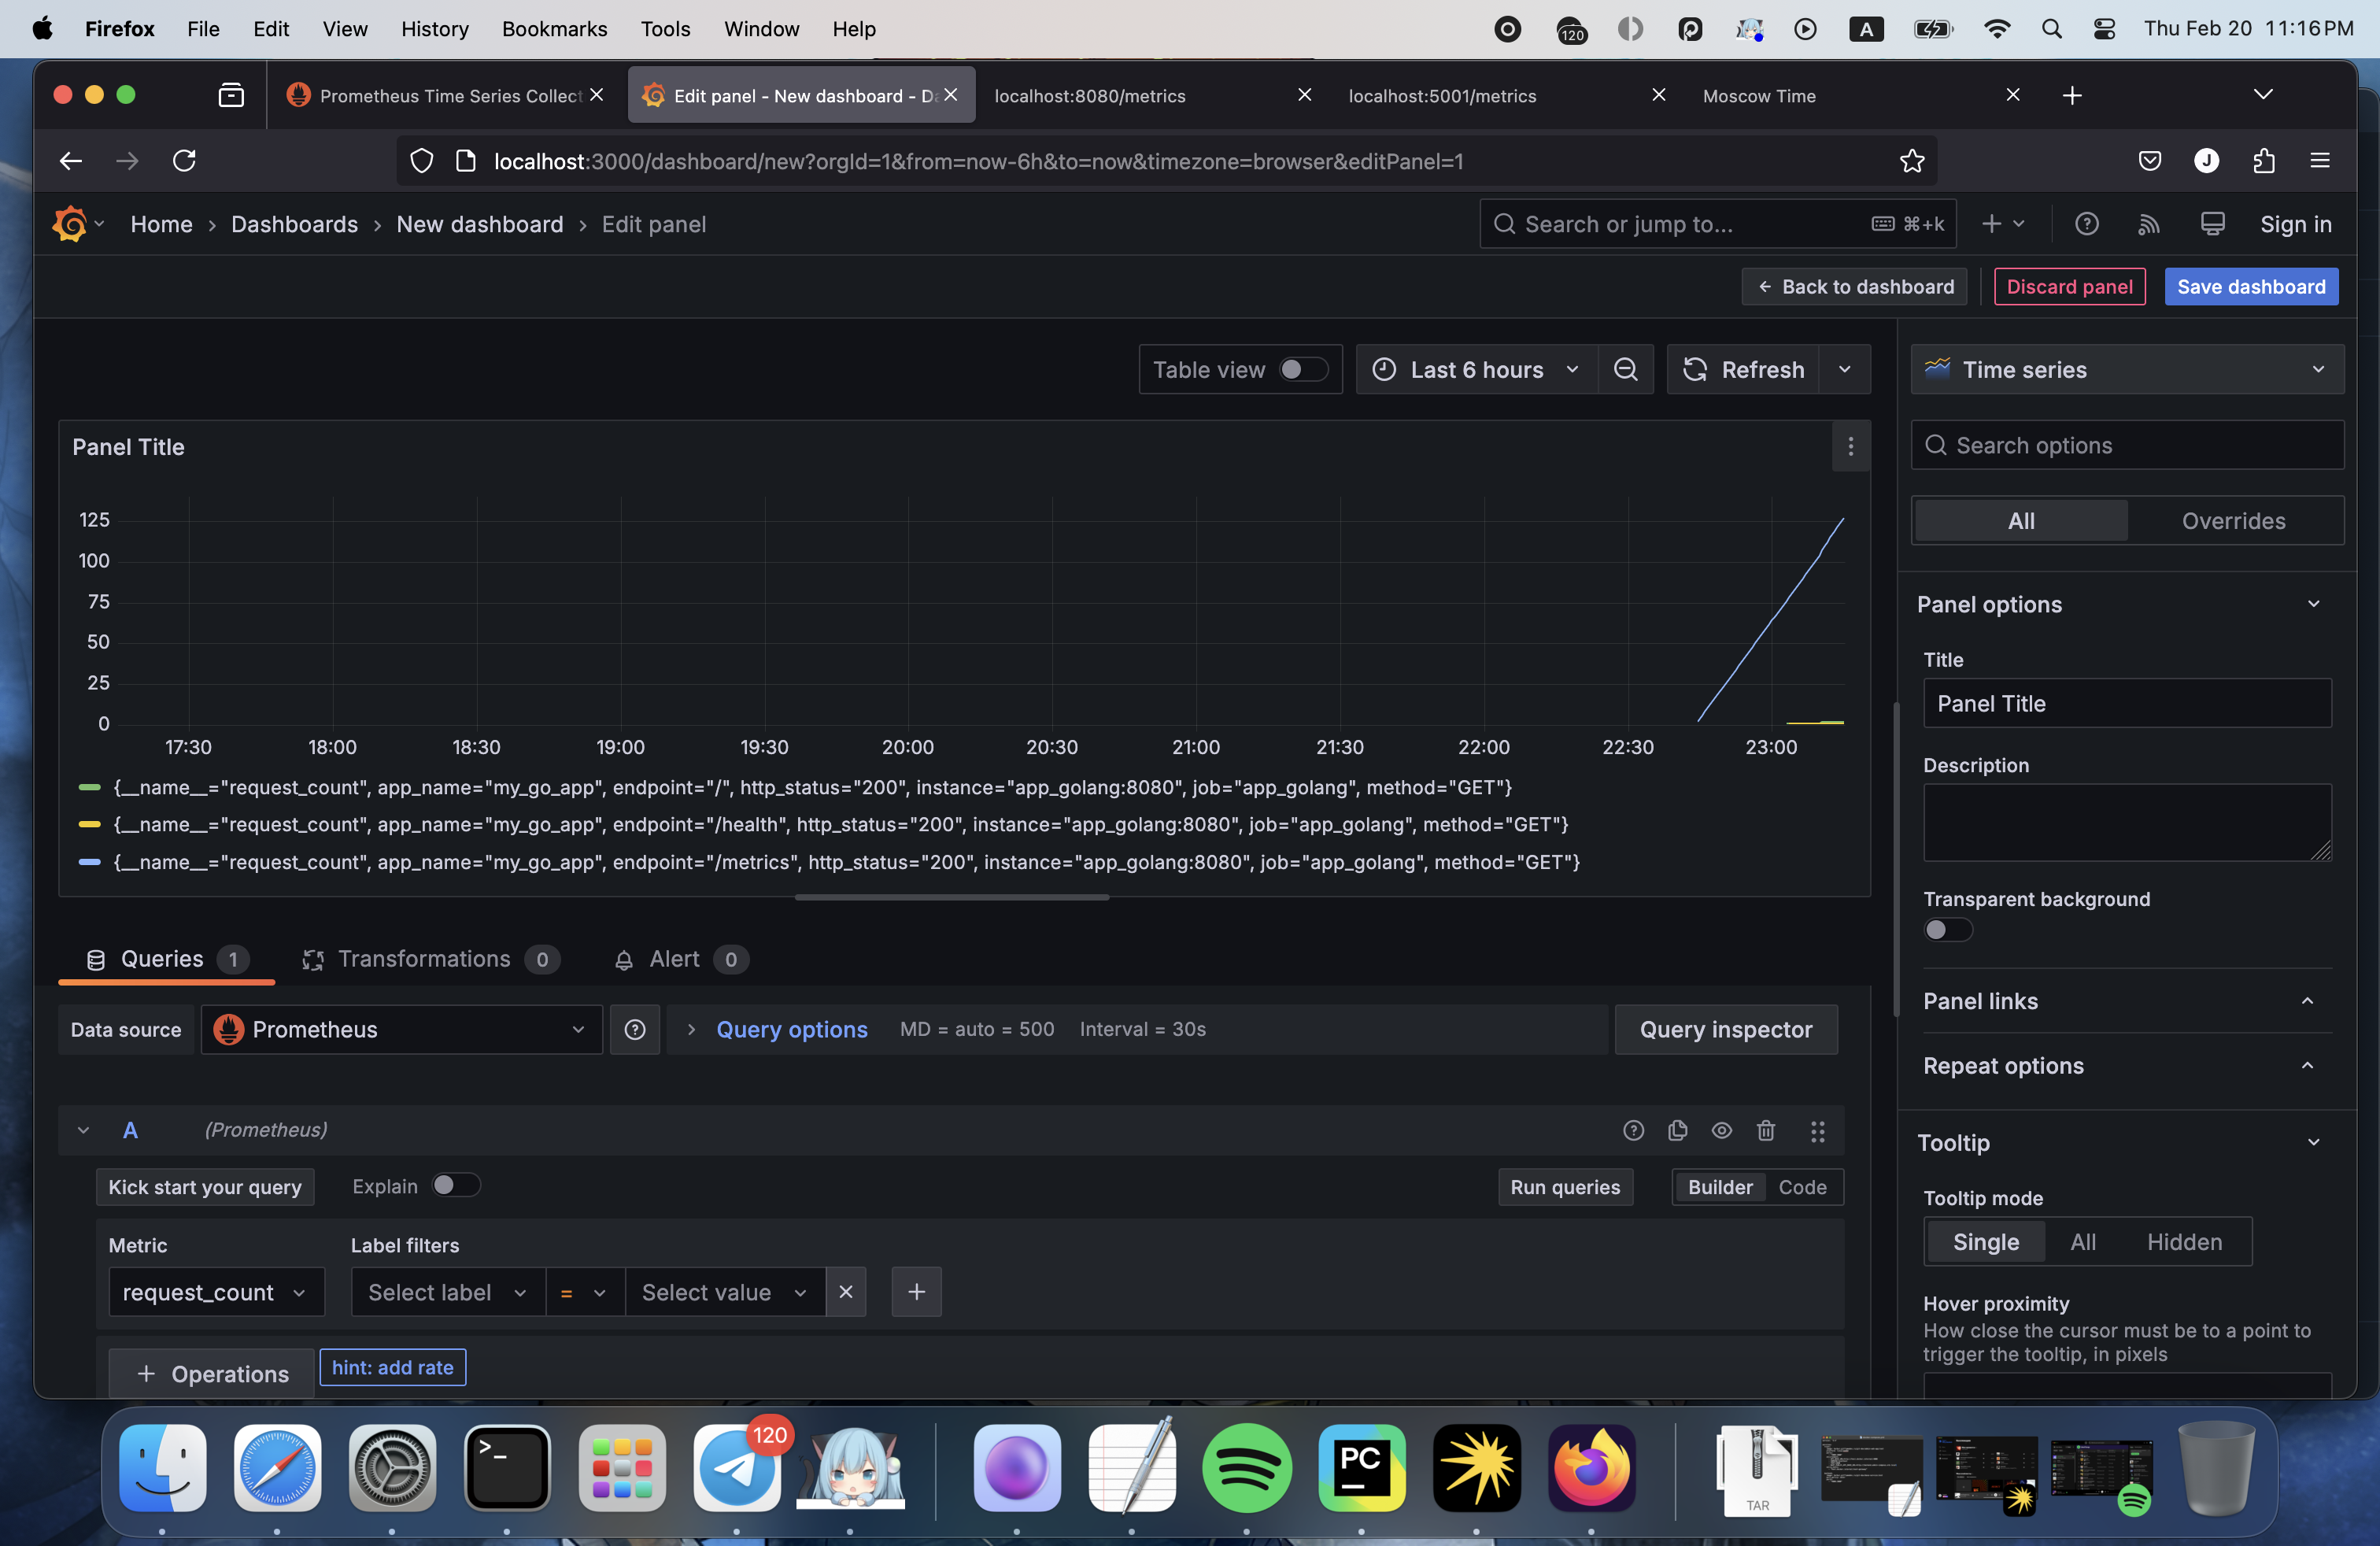 Firefox File Edit View History Bookmarks Tools Window Help 120 A Thu Feb 20 11:16 PM
Prometheus Time Series Collect Edit panel - New dashboard - Da localhost:8080/metrics localhost:5001/metrics Moscow Time
localhost:3000/dashboard/new?orgId=1&from=now-6h&to=now&timezone=browser&editPanel=1 J
Home › Dashboards › New dashboard › Edit panel Search or jump to... ⌘+k Sign in
← Back to dashboard Discard panel Save dashboard
Table view Last 6 hours Refresh Time series
Panel Title
Search options
125
100
75
50
25
0
17:30 18:00 18:30 19:00 19:30 20:00 20:30 21:00 21:30 22:00 22:30 23:00
{__name__="request_count", app_name="my_go_app", endpoint="/", http_status="200", instance="app_golang:8080", job="app_golang", method="GET"}
{__name__="request_count", app_name="my_go_app", endpoint="/health", http_status="200", instance="app_golang:8080", job="app_golang", method="GET"}
{__name__="request_count", app_name="my_go_app", endpoint="/metrics", http_status="200", instance="app_golang:8080", job="app_golang", method="GET"}
All Overrides
Panel options
Title
Panel Title
Description
Transparent background
Panel links
Repeat options
Tooltip
Tooltip mode
Single All Hidden
Hover proximity
How close the cursor must be to a point to
trigger the tooltip, in pixels
Queries 1 Transformations 0 Alert 0
Data source Prometheus Query options MD = auto = 500 Interval = 30s Query inspector
A (Prometheus)
Kick start your query Explain Run queries Builder Code
Metric Label filters
request_count Select label = Select value
+ Operations hint: add rate
120
PC
TAR